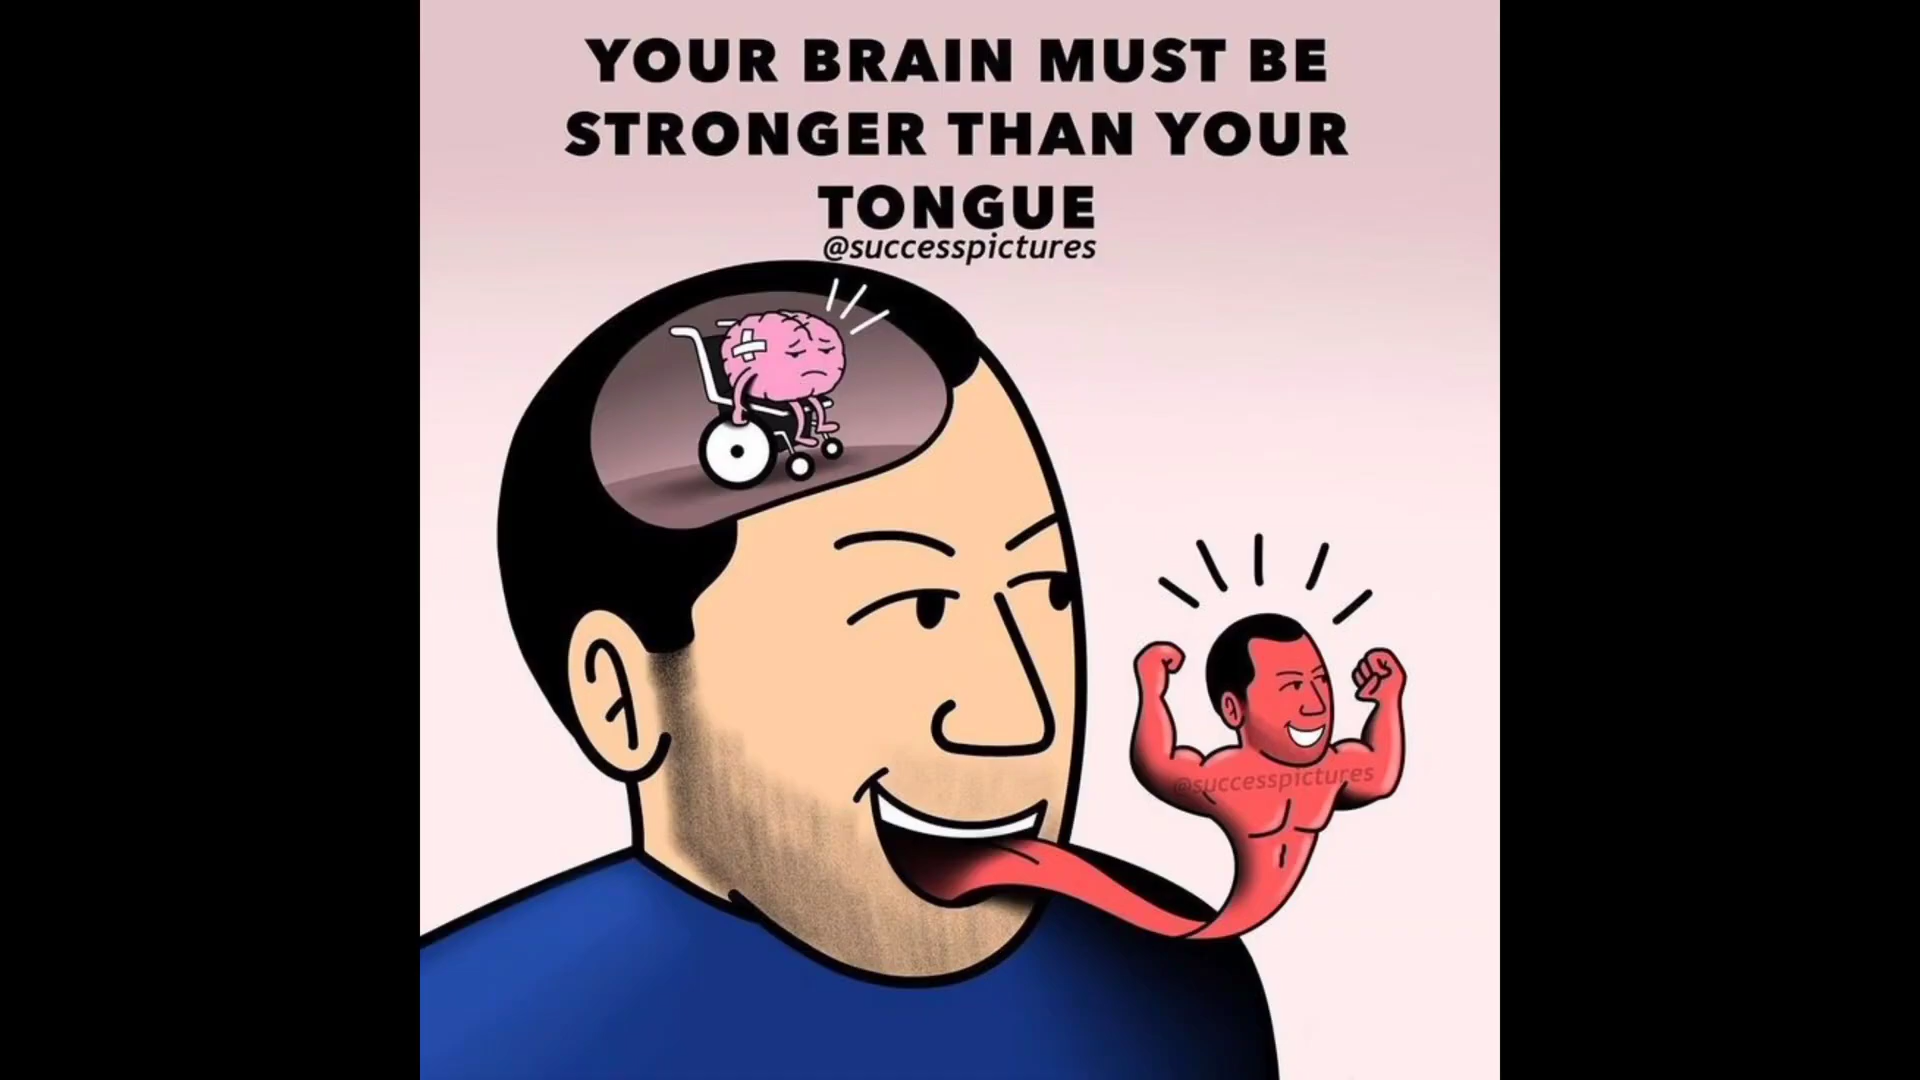 YOUR BRAIN MUST BE
STRONGER THAN YOUR
TONGUE
@successpictures
@successpictures